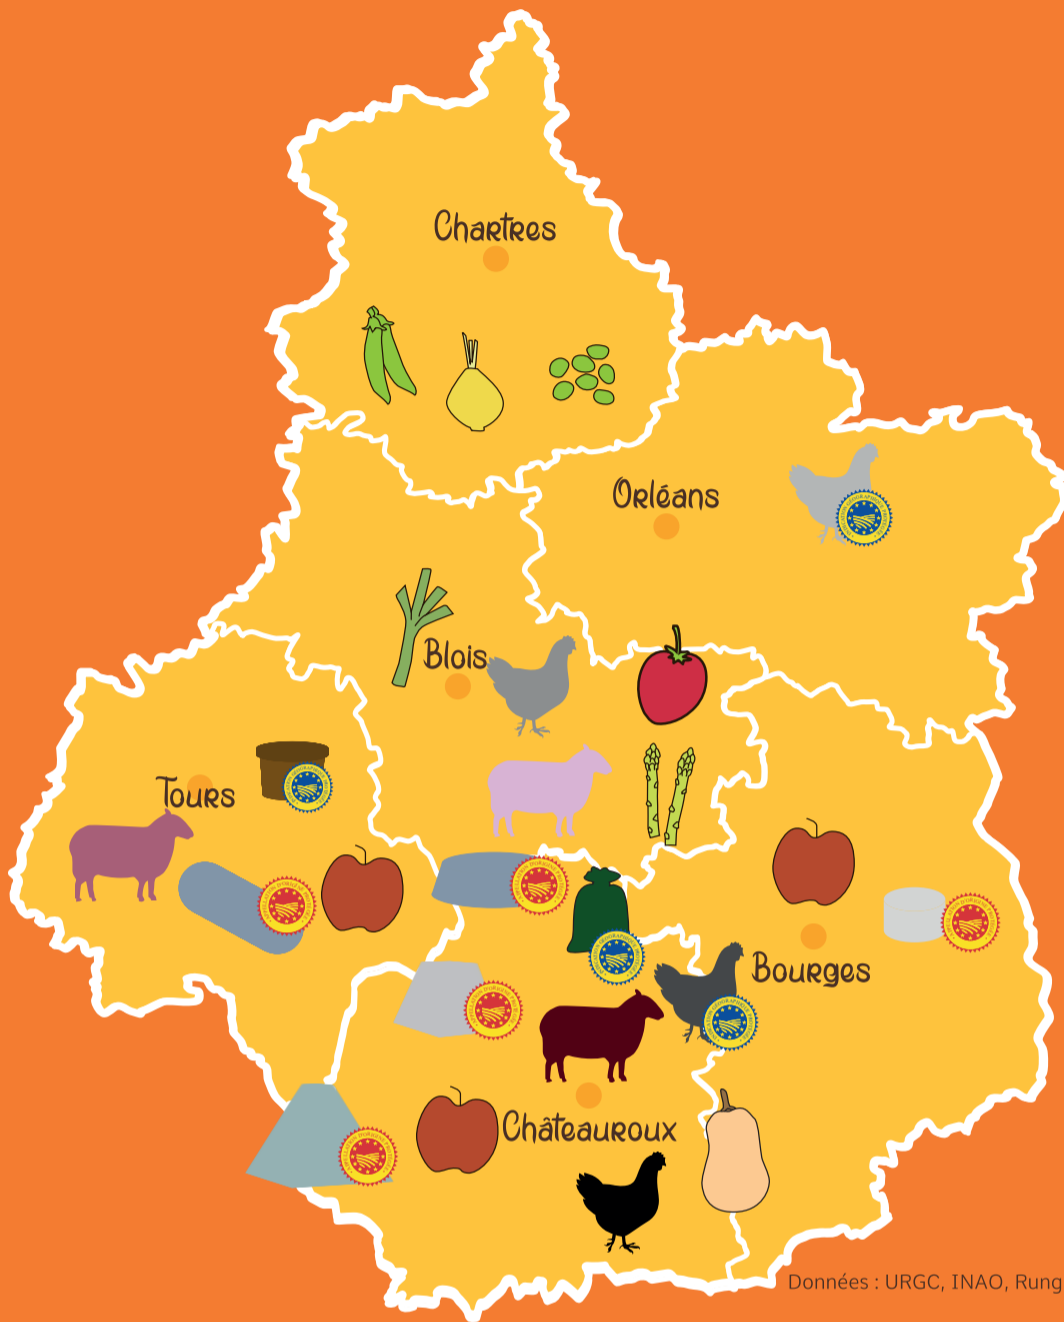 Chartres
Orléans
Blois
Tours
Bourges
Châteauroux
Données : URGC, INAO, Rung